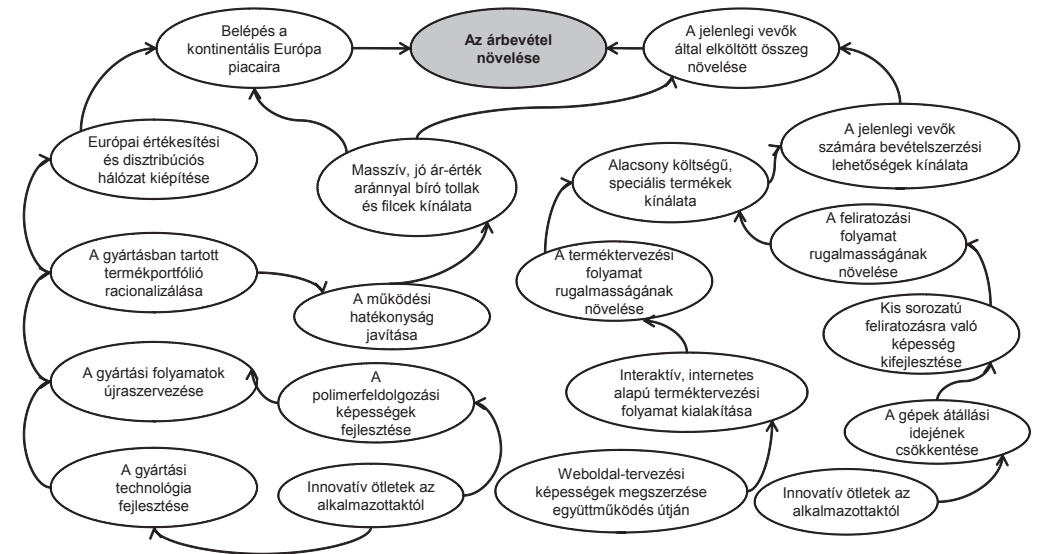 Belépés a
kontinentális Európa
piacaira
Az árbevétel
növelése
A jelenlegi vevők
által elköltött összeg
növelése
Európai értékesítési
és disztribúciós
hálózat kiépítése
Masszív, jó ár-érték
aránnyal bíró tollak
és filcek kínálata
Alacsony költségű,
speciális termékek
kínálata
A jelenlegi vevők
számára bevételszerzési
lehetőségek kínálata
A gyártásban tartott
termékportfólió
racionalizálása
A működési
hatékonyság
javítása
A terméktervezési
folyamat
rugalmasságának
növelése
A feliratozási
folyamat
rugalmasságának
növelése
Kis sorozatú
feliratozásra való
képesség
kifejlesztése
A gyártási folyamatok
újraszervezése
A
polimerfeldolgozási
képességek
fejlesztése
Interaktív, internetes
alapú terméktervezési
folyamat kialakítása
A gépek átállási
idejének
csökkentése
A gyártási
technológia
fejlesztése
Innovatív ötletek az
alkalmazottaktól
Weboldal-tervezési
képességek megszerzése
együttműködés útján
Innovatív ötletek az
alkalmazottaktól